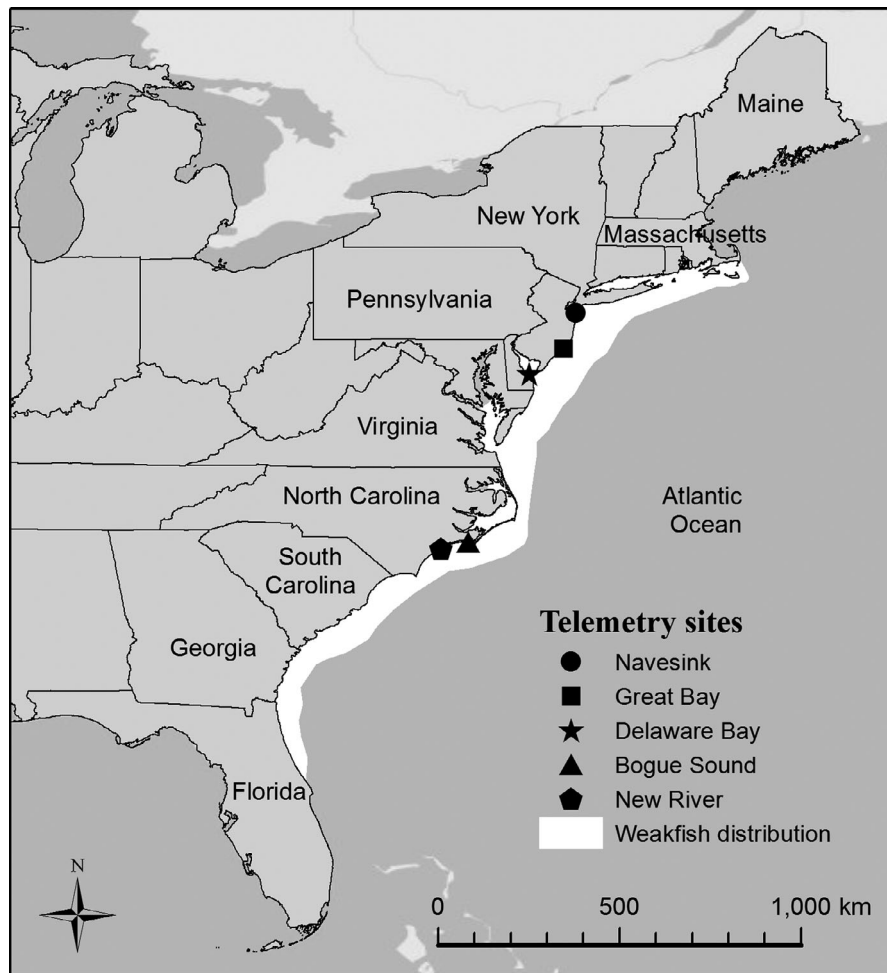 Maine
New York
Massachusetts
Pennsylvania
Virginia
North Carolina
Atlantic
Ocean
South
Carolina
Georgia
Florida
Telemetry sites
Navesink
Great Bay
Delaware Bay
Bogue Sound
New River
Weakfish distribution
N
0 500 1,000 km